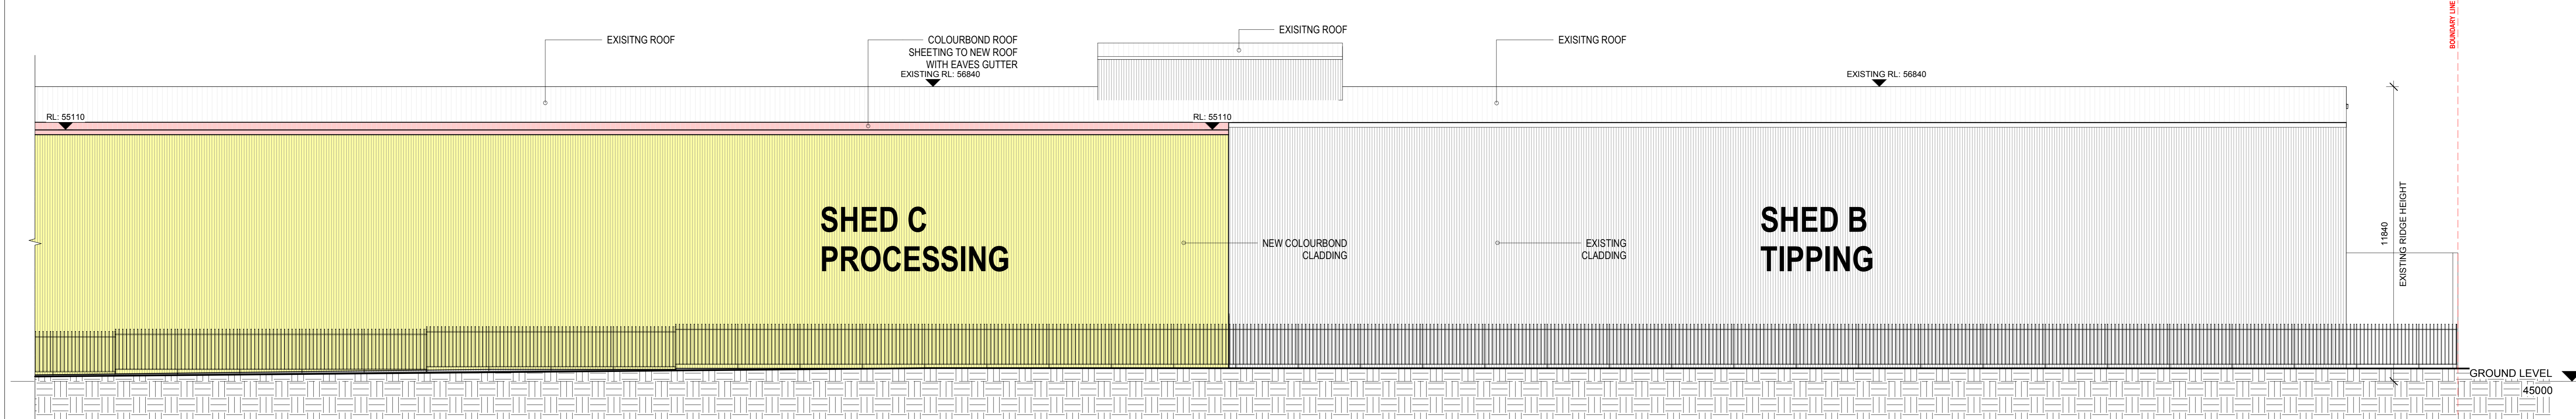 BOUNDARY LINE
EXISITNG ROOF
COLOURBOND ROOF
SHEETING TO NEW ROOF
WITH EAVES GUTTER
EXISITNG ROOF
EXISITNG ROOF
EXISTING RL: 56840
EXISTING RL: 56840
RL: 55110
RL: 55110
SHED C
PROCESSING
NEW COLOURBOND
CLADDING
EXISTING
CLADDING
SHED B
TIPPING
11840
EXISTING RIDGE HEIGHT
GROUND LEVEL
45000